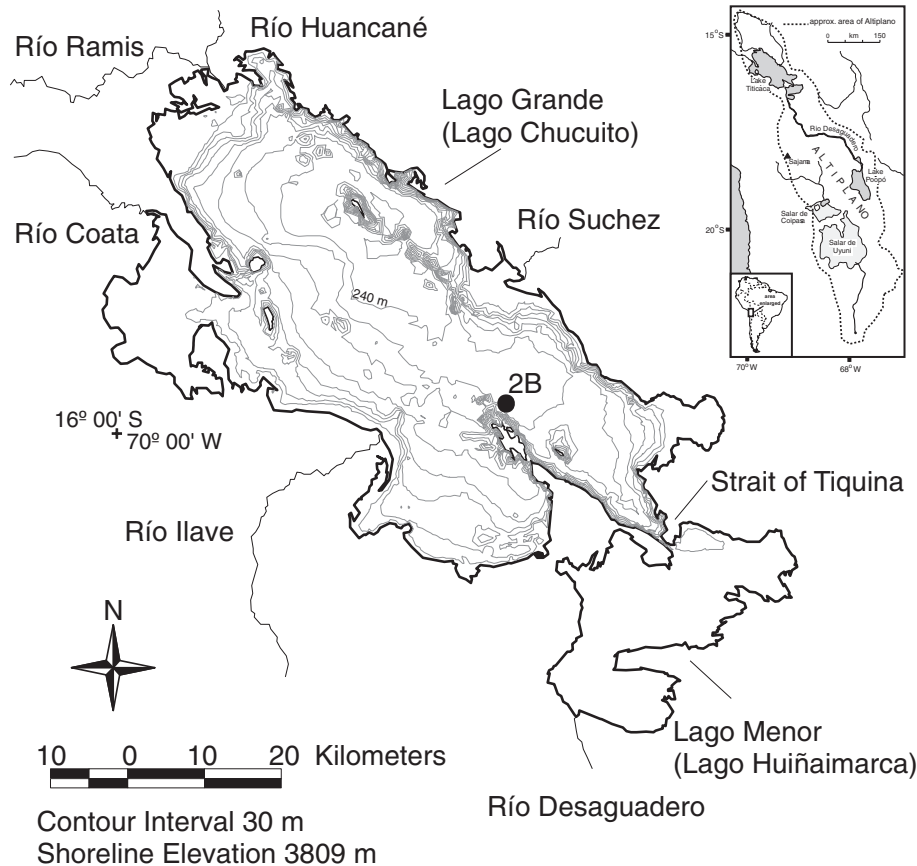 Río Ramis
Río Huancané
Lago Grande
(Lago Chucuito)
Río Coata
Río Suchez
240 m
2B
16º 00' S
70º 00' W
Strait of Tiquina
Río Ilave
N
Lago Menor
(Lago Huiñaimarca)
Río Desaguadero
10 0 10 20 Kilometers
Contour Interval 30 m
Shoreline Elevation 3809 m
approx. area of Altiplano
0 km 150
15°S
Lake
Titicaca
Rio Desaguadero
ALTIPLANO
Sajama
Lake
Poopó
Salar de
Coipasa
20°S
Salar de
Uyuni
area
enlarged
70° W
68° W